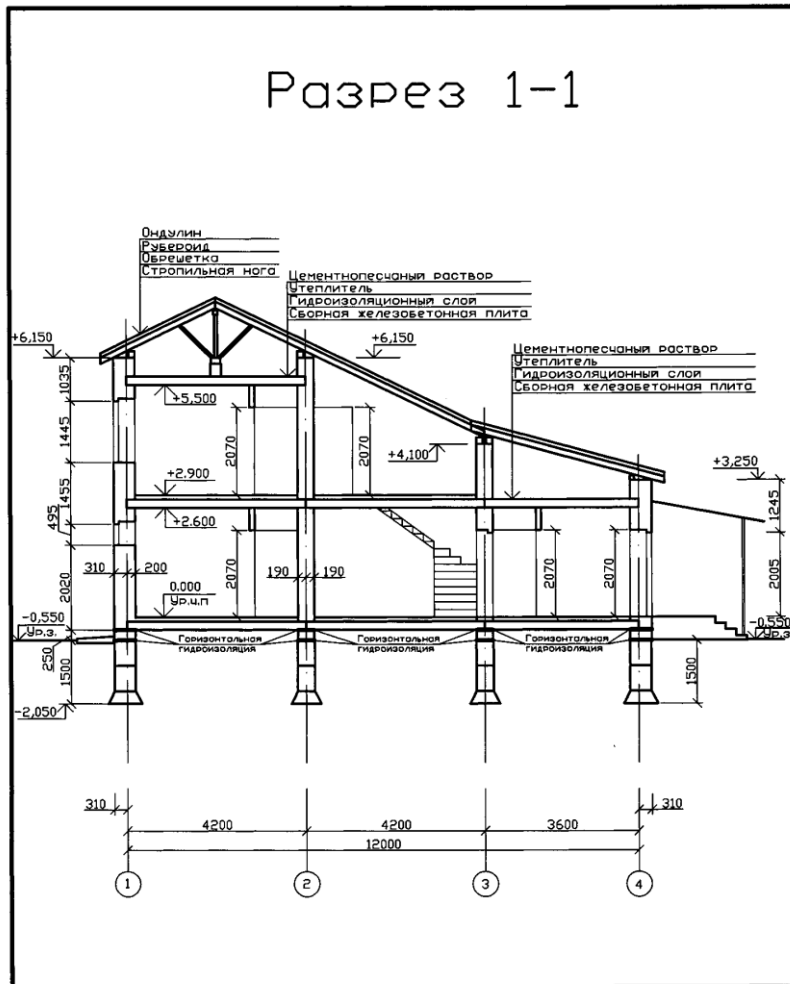 Разрез 1-1
Ондулин
Рубероид
Обрешетка
Стропильная нога
Цементнопесчаный раствор
Утеплитель
Гидроизоляционный слой
Сборная железобетонная плита
Цементнопесчаный раствор
Утеплитель
Гидроизоляционный слой
Сборная железобетонная плита
+6,150
+6,150
1035
+5,500
1445
2070
2070
+4,100
+3,250
1455
+2.900
1245
495
+2.600
310
200
2070
190
190
2070
2070
2005
2020
0.000
Ур.ч.п
-0,550
Ур.з.
-0,550
Ур.з.
Горизонтальная
гидроизоляция
Горизонтальная
гидроизоляция
Горизонтальная
гидроизоляция
250
1500
1500
-2,050
310
310
4200
4200
3600
12000
1
2
3
4